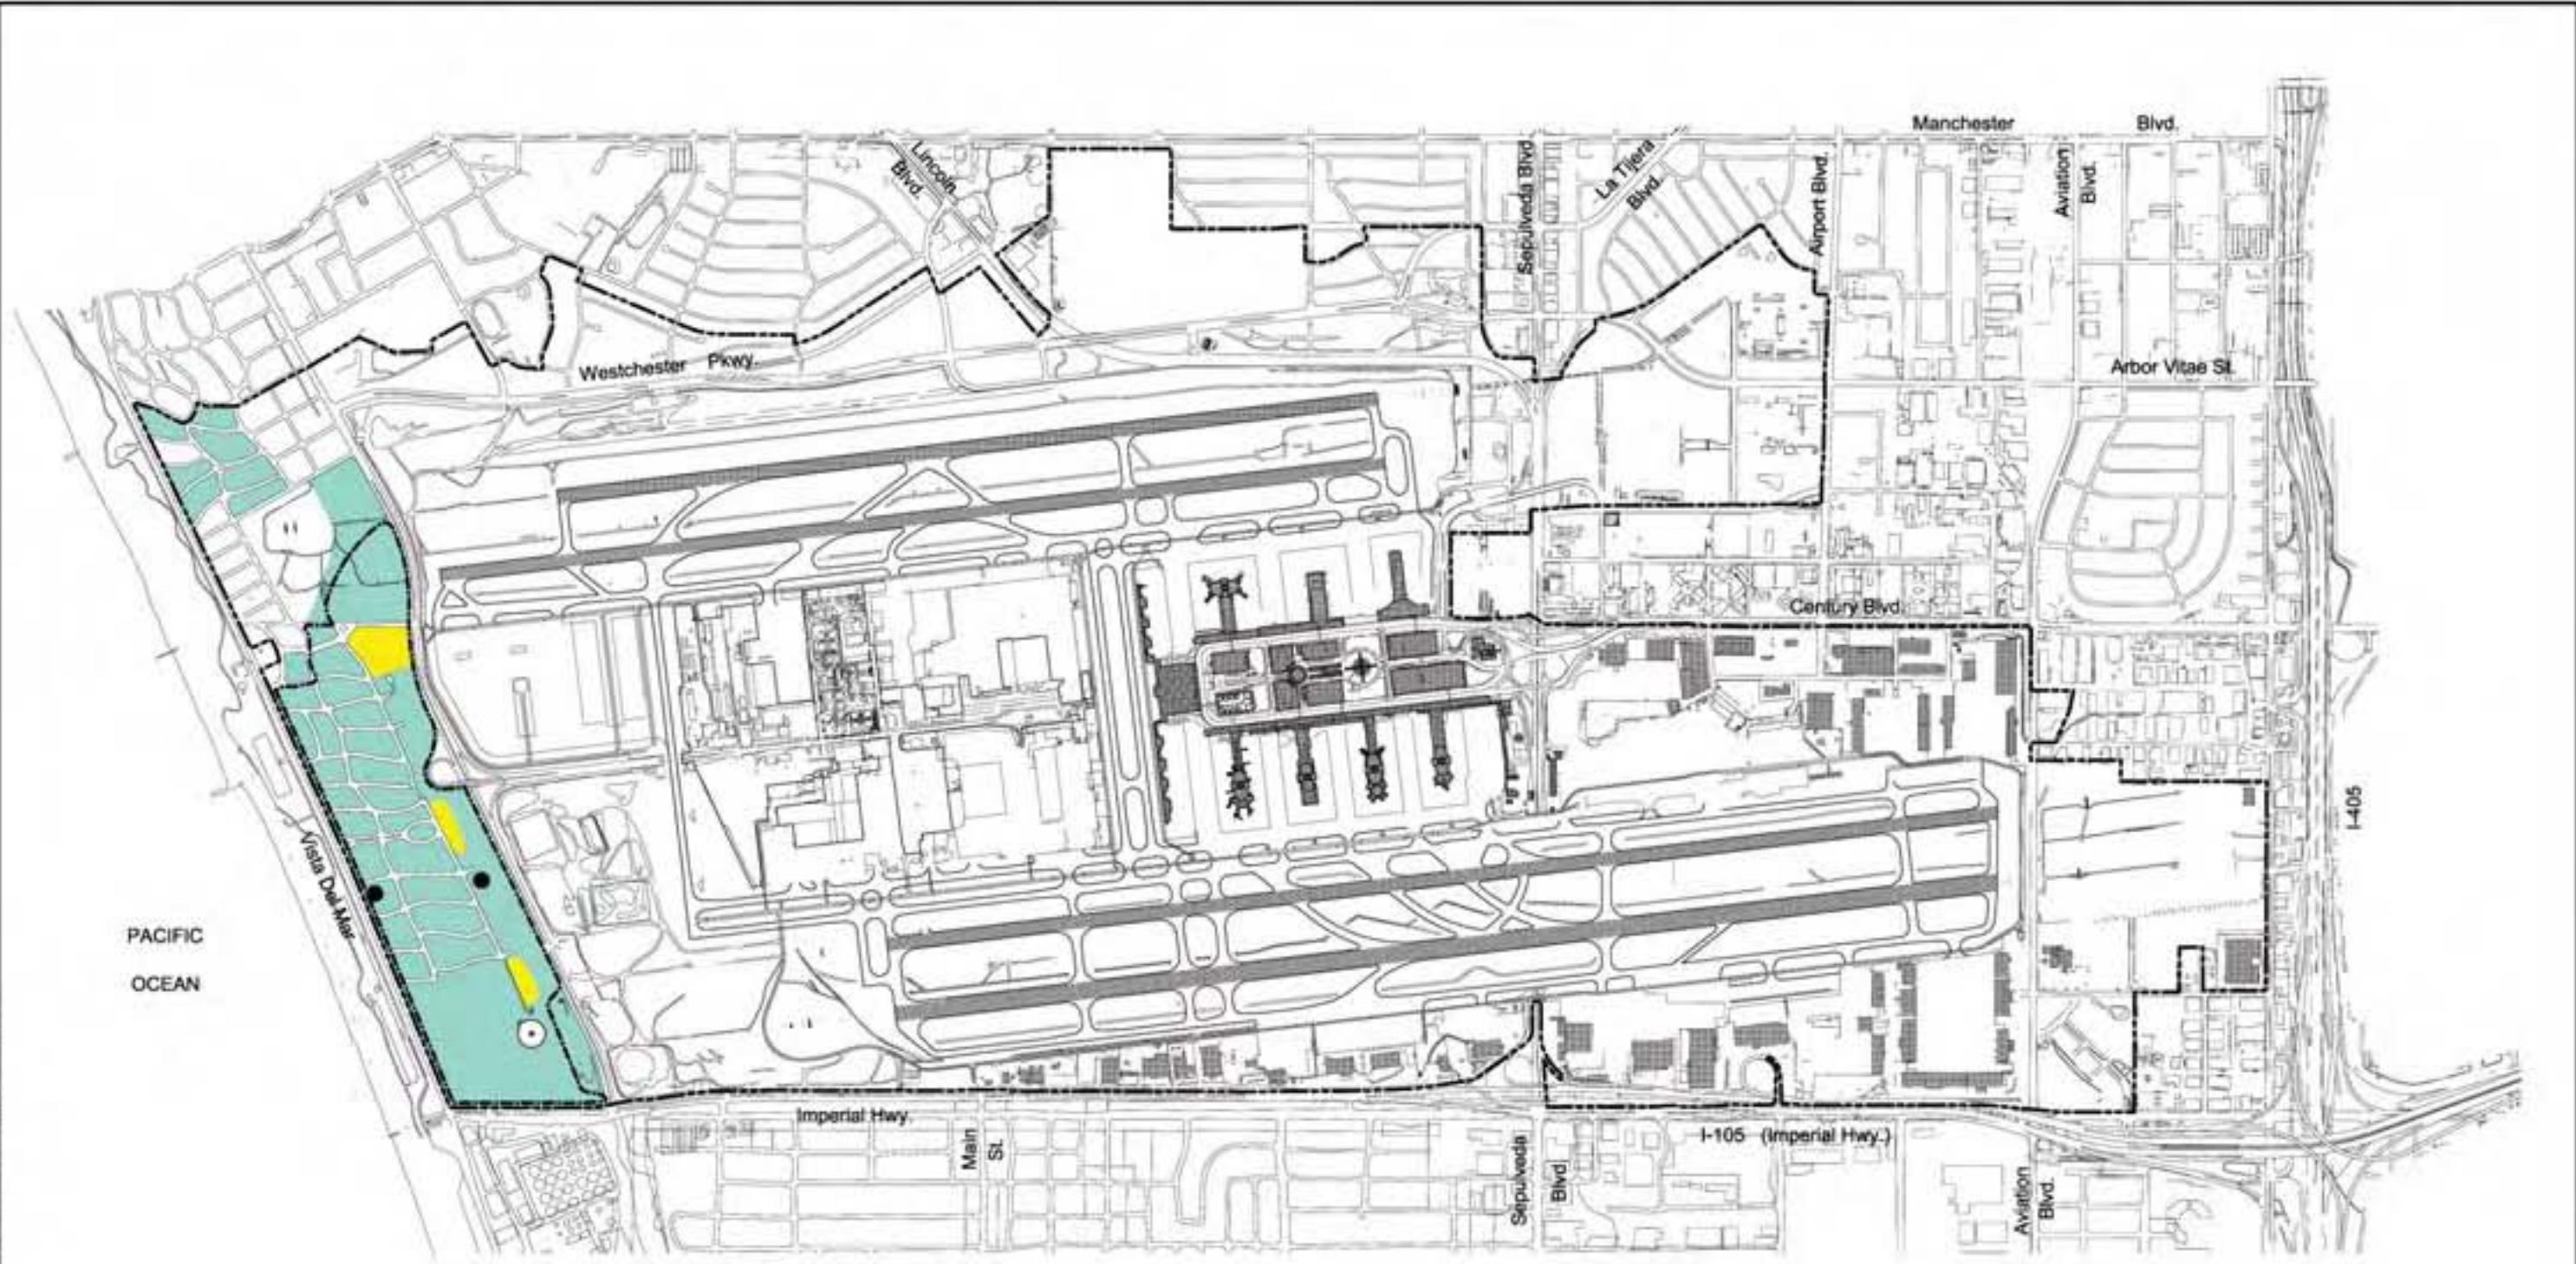 Manchester Blvd.
Lincoln
Blvd.
Sepulveda Blvd.
La Tijera
Blvd.
Airport Blvd.
Aviation
Blvd.
Westchester Pkwy.
Arbor Vitae St.
Century Blvd.
I-405
Vista Del Mar
PACIFIC
OCEAN
Imperial Hwy.
Main
St.
Sepulveda
Blvd
I-105 (Imperial Hwy.)
Aviation
Blvd.